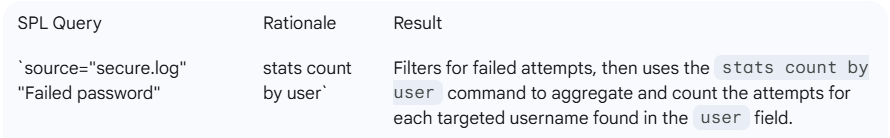 SPL Query Rationale Result
`source="secure.log" stats count Filters for failed attempts, then uses the stats count by
"Failed password" by user` user command to aggregate and count the attempts for
each targeted username found in the user field.